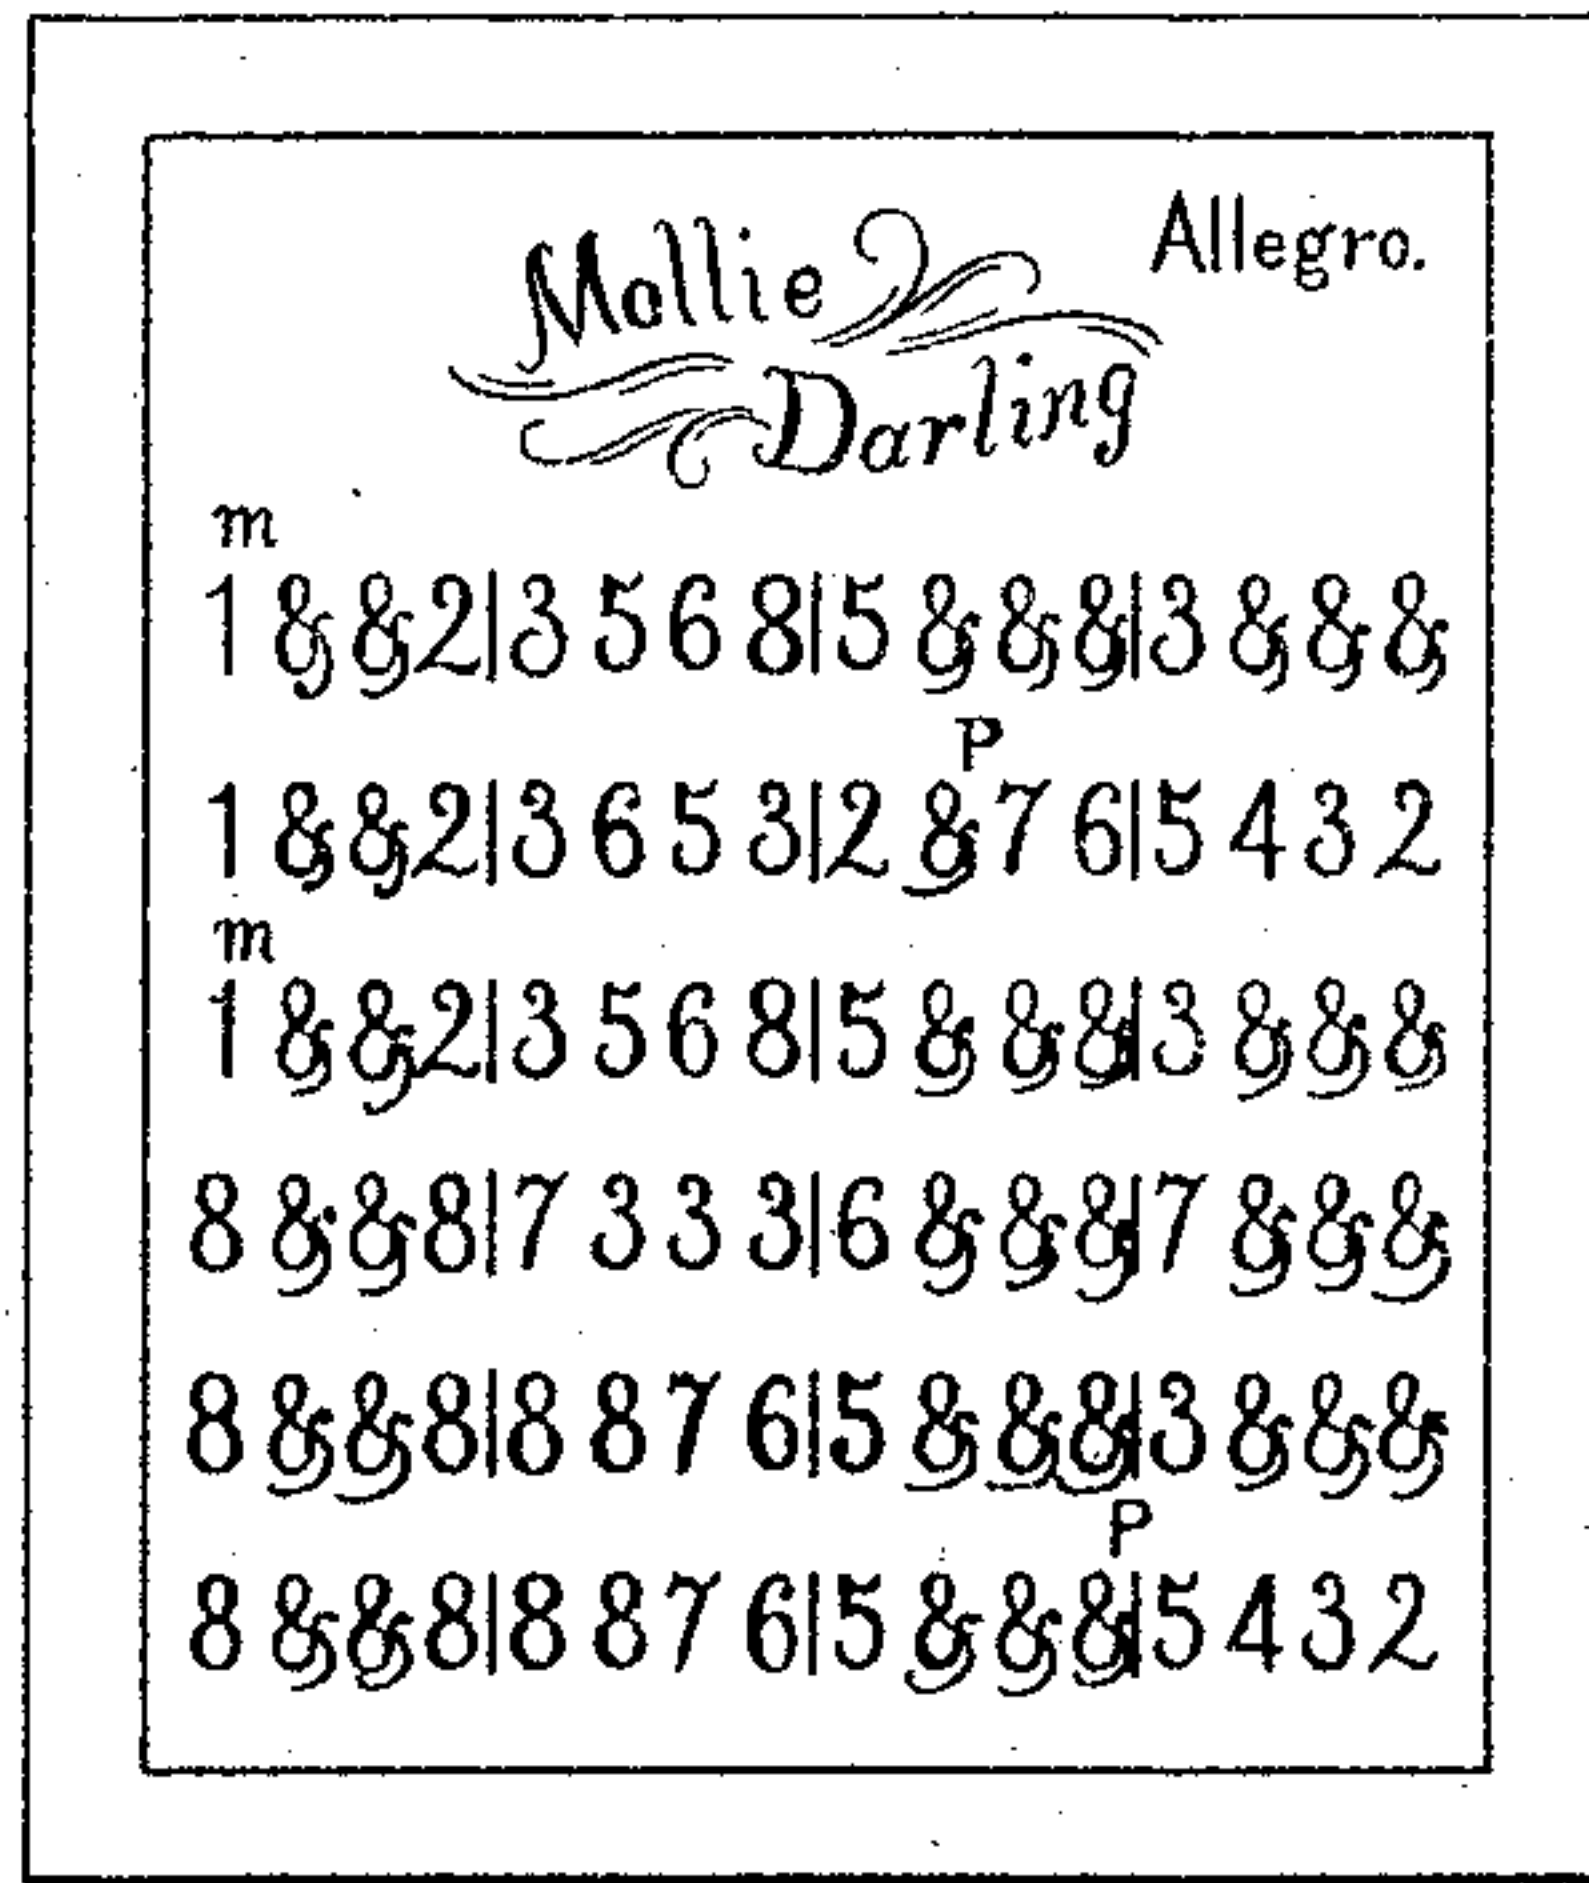 Allegro.
Mollie
Darling
m
1 & & 2 | 3 5 6 8 | 5 & & & | 3 & & &
P
1 & & 2 | 3 6 5 3 | 2 & 7 6 | 5 4 3 2
m
1 & & 2 | 3 5 6 8 | 5 & & & | 3 & & &
8 & & 8 | 7 3 3 3 | 6 & & & | 7 & & &
8 & & 8 | 8 8 7 6 | 5 & & & | 3 & & &
P
8 & & 8 | 8 8 7 6 | 5 & & & | 5 4 3 2